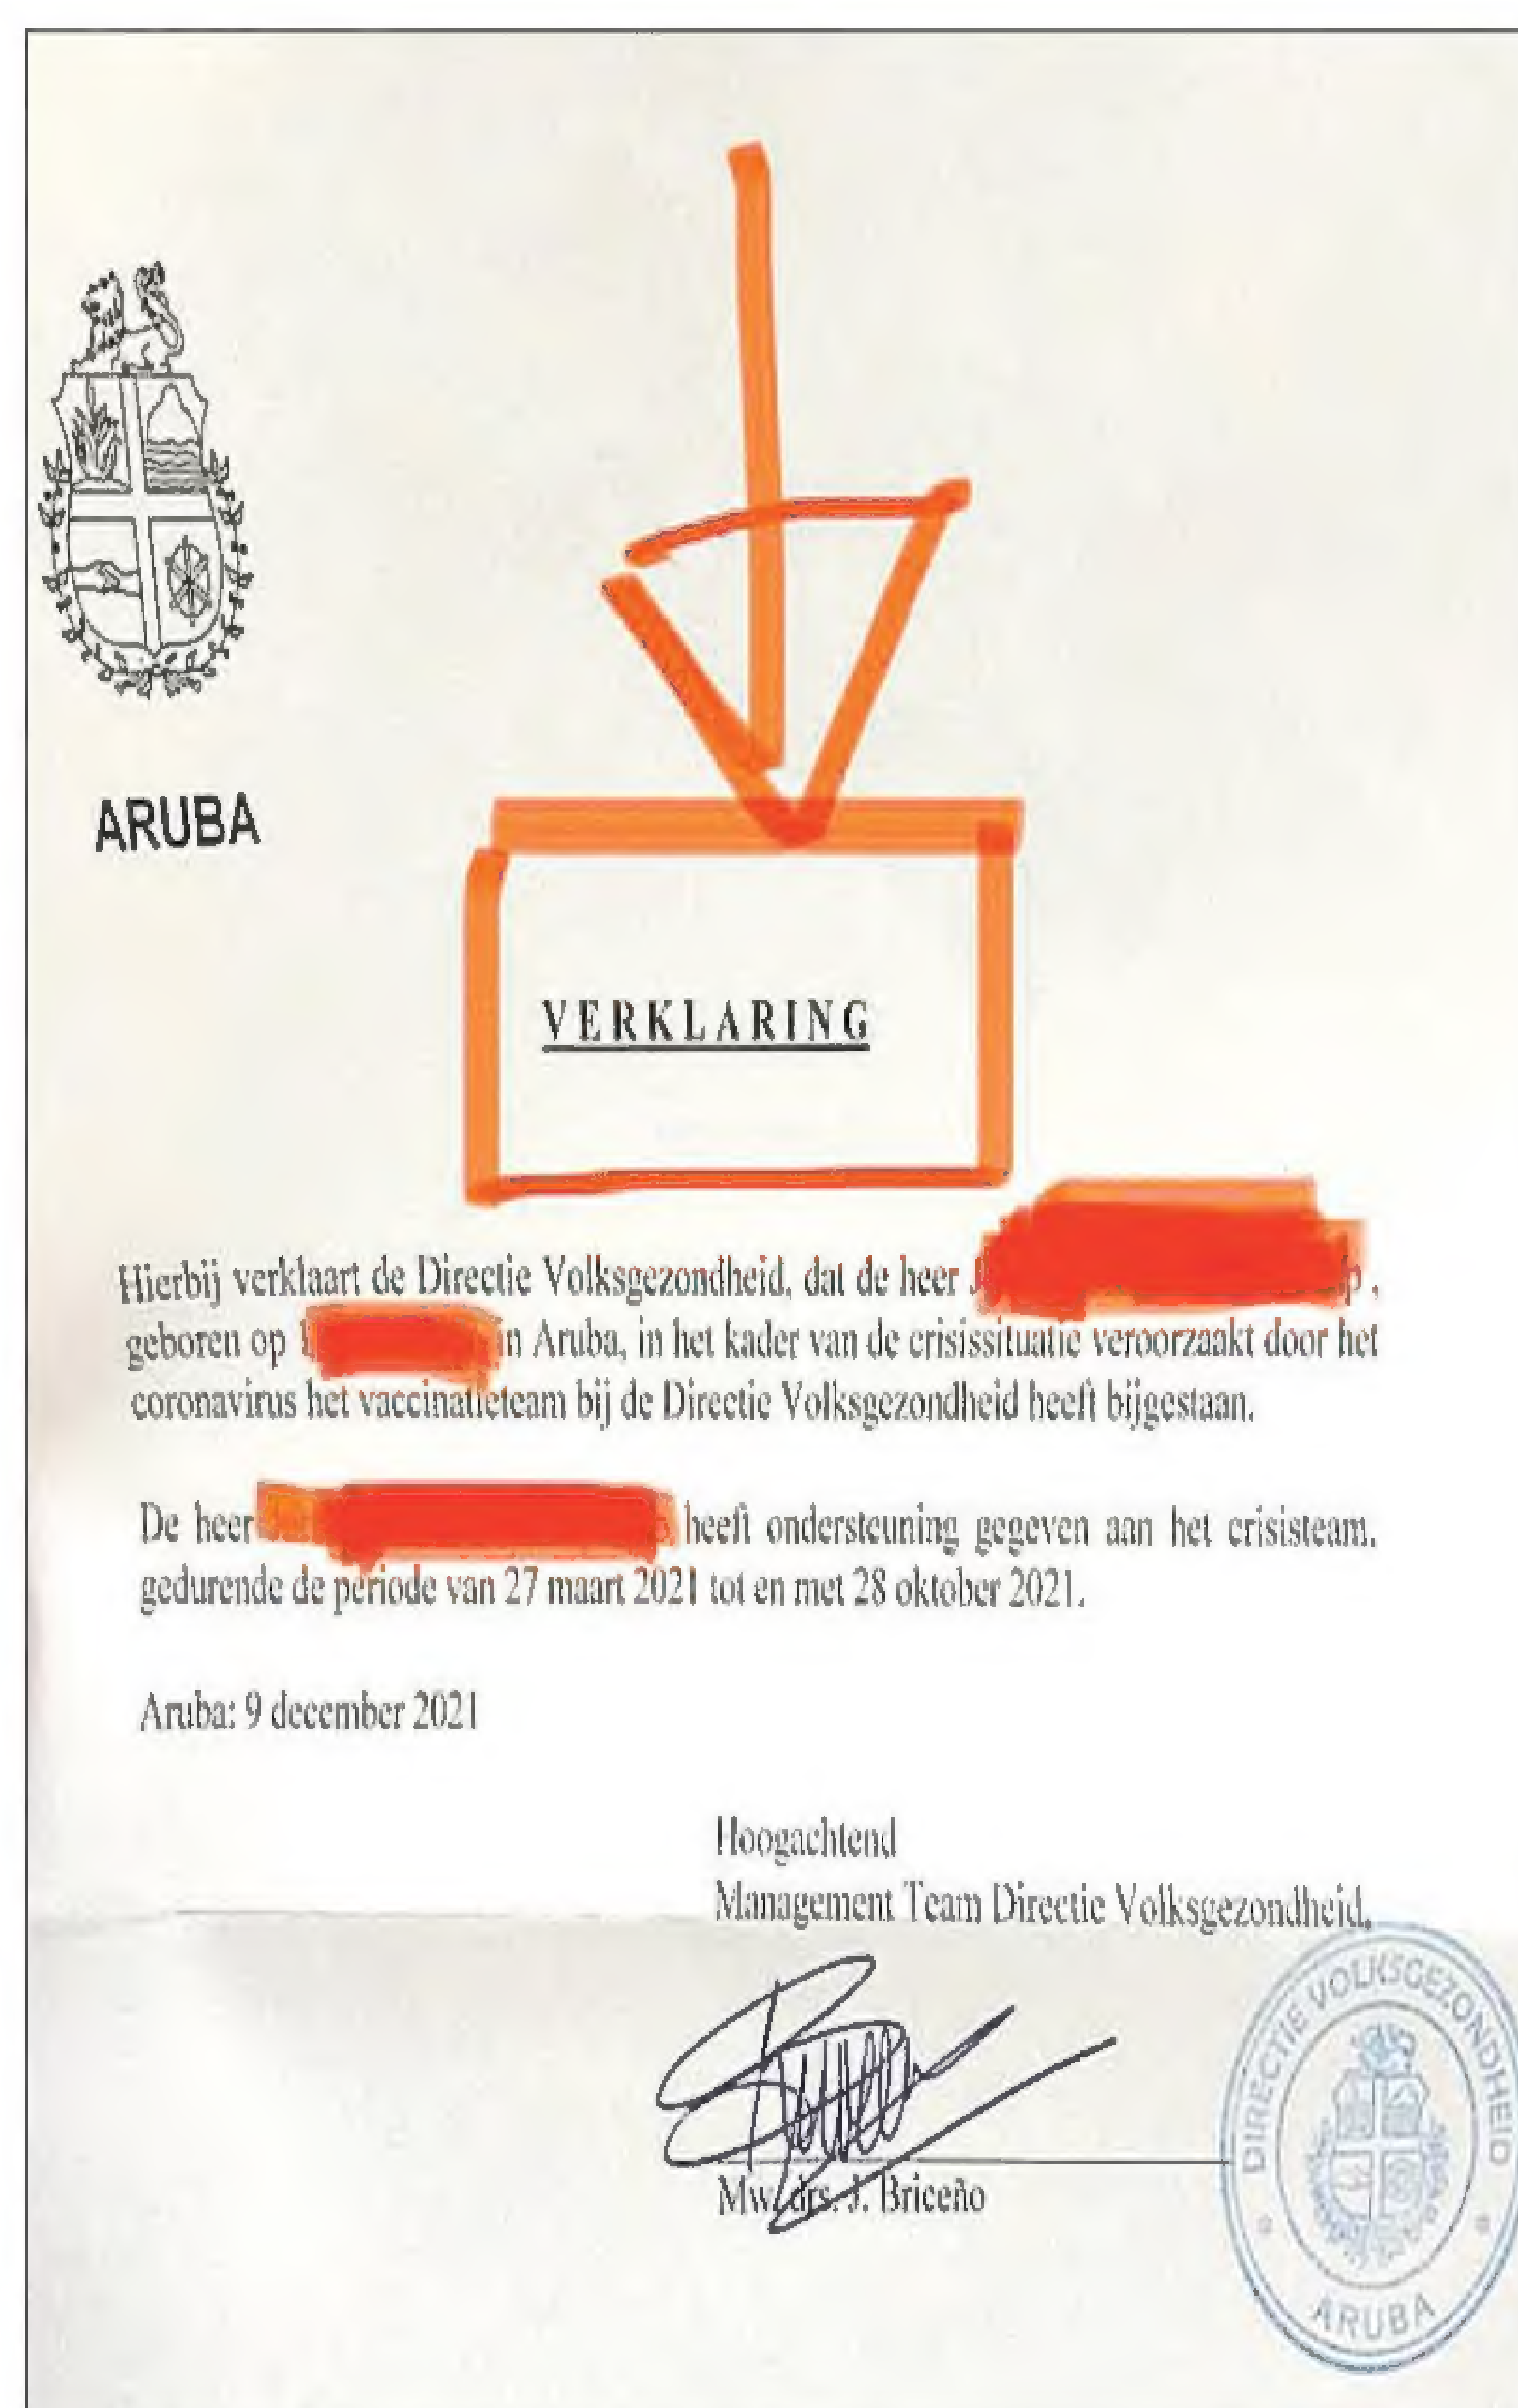 ARUBA
VERKLARING
Hierbij verklaart de Directie Volksgezondheid, dat de heer J
geboren op in Aruba, in het kader van de crisissituatie veroorzaakt door het
coronavirus het vaccinatieteam bij de Directie Volksgezondheid heeft bijgestaan.
De heer heeft ondersteuning gegeven aan het crisisteam,
gedurende de periode van 27 maart 2021 tot en met 28 oktober 2021.
Aruba: 9 december 2021
Hoogachtend
Management Team Directie Volksgezondheid,
Mw. drs. J. Briceño
DIRECTIE VOLKSGEZONDHEID
ARUBA